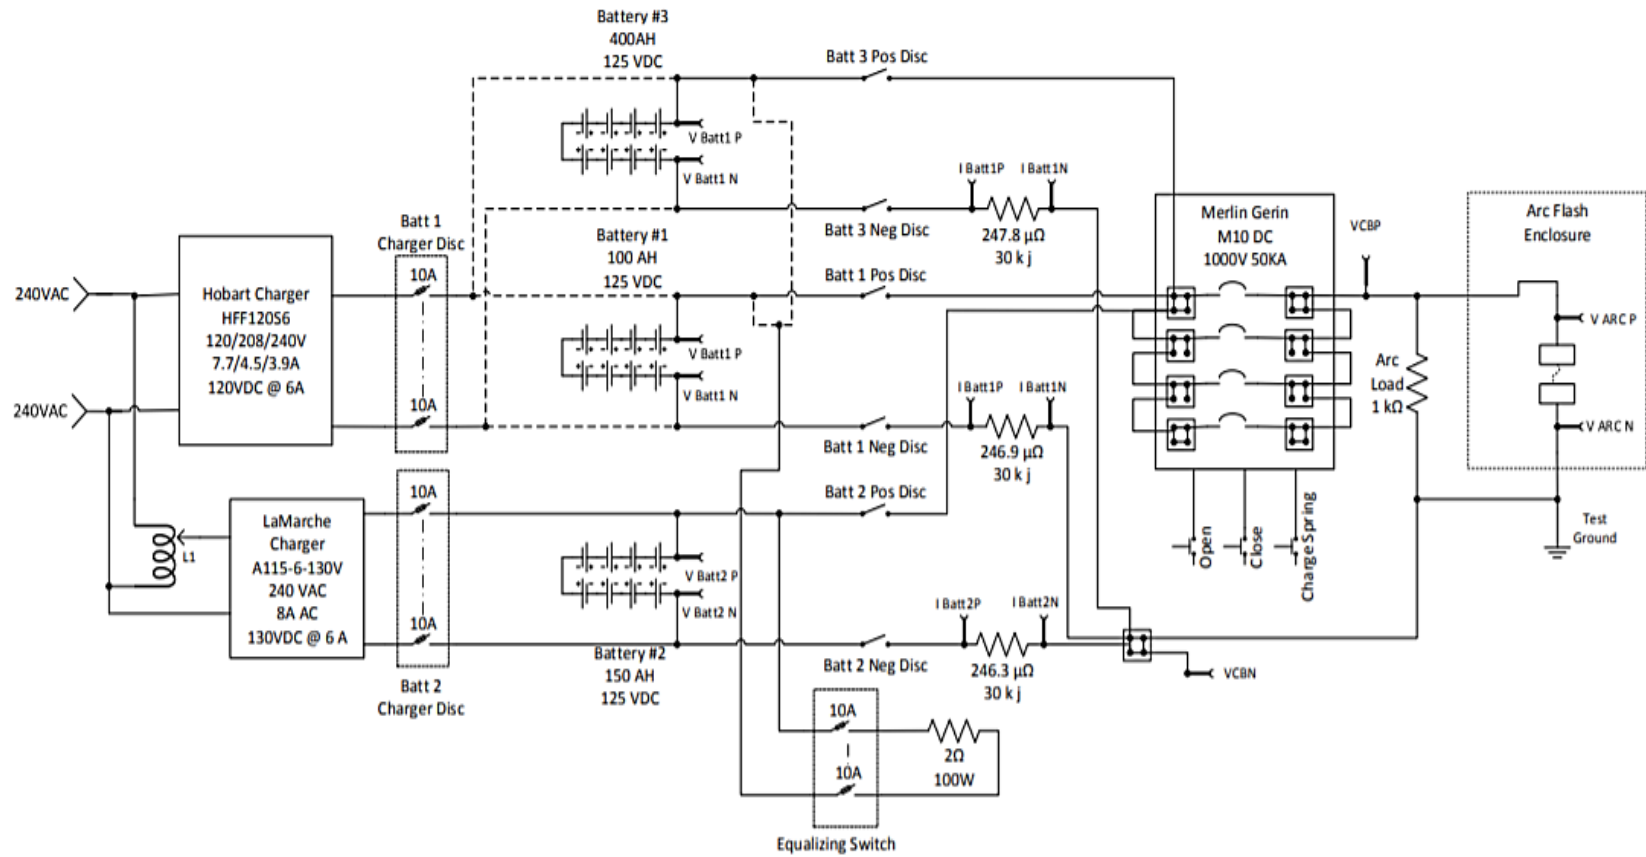 Battery #3
400AH
125 VDC
Batt 3 Pos Disc
V Batt1 P
V Batt1 N
I Batt1P
I Batt1N
Batt 3 Neg Disc
247.8 µΩ
30 k j
Merlin Gerin
M10 DC
1000V 50KA
VCBP
Arc Flash
Enclosure
Batt 1
Charger Disc
Battery #1
100 AH
125 VDC
10A
Batt 1 Pos Disc
240VAC
Hobart Charger
HFF120S6
120/208/240V
7.7/4.5/3.9A
120VDC @ 6A
V ARC P
V Batt1 P
V Batt1 N
Arc
Load
1 kΩ
240VAC
10A
I Batt1P
I Batt1N
V ARC N
Batt 1 Neg Disc
246.9 µΩ
30 k j
10A
Batt 2 Pos Disc
LaMarche
Charger
A115-6-130V
240 VAC
8A AC
130VDC @ 6 A
L1
Open
Close
Charge Spring
Test
Ground
V Batt2 P
V Batt2 N
I Batt2P
I Batt2N
10A
Battery #2
150 AH
125 VDC
Batt 2 Neg Disc
246.3 µΩ
30 k j
VCBN
Batt 2
Charger Disc
10A
2Ω
100W
10A
Equalizing Switch